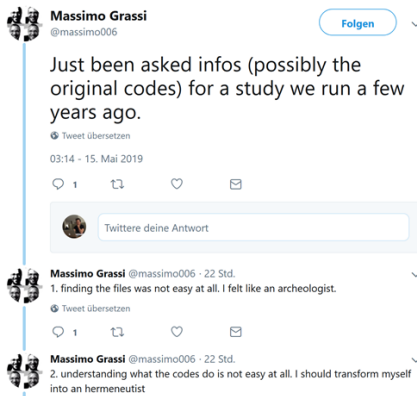 Massimo Grassi
@massimo006
Folgen
Just been asked infos (possibly the
original codes) for a study we run a few
years ago.
Tweet übersetzen
03:14 - 15. Mai 2019
1
Twittere deine Antwort
Massimo Grassi @massimo006 · 22 Std.
1. finding the files was not easy at all. I felt like an archeologist.
Tweet übersetzen
1
Massimo Grassi @massimo006 · 22 Std.
2. understanding what the codes do is not easy at all. I should transform myself
into an hermeneutist